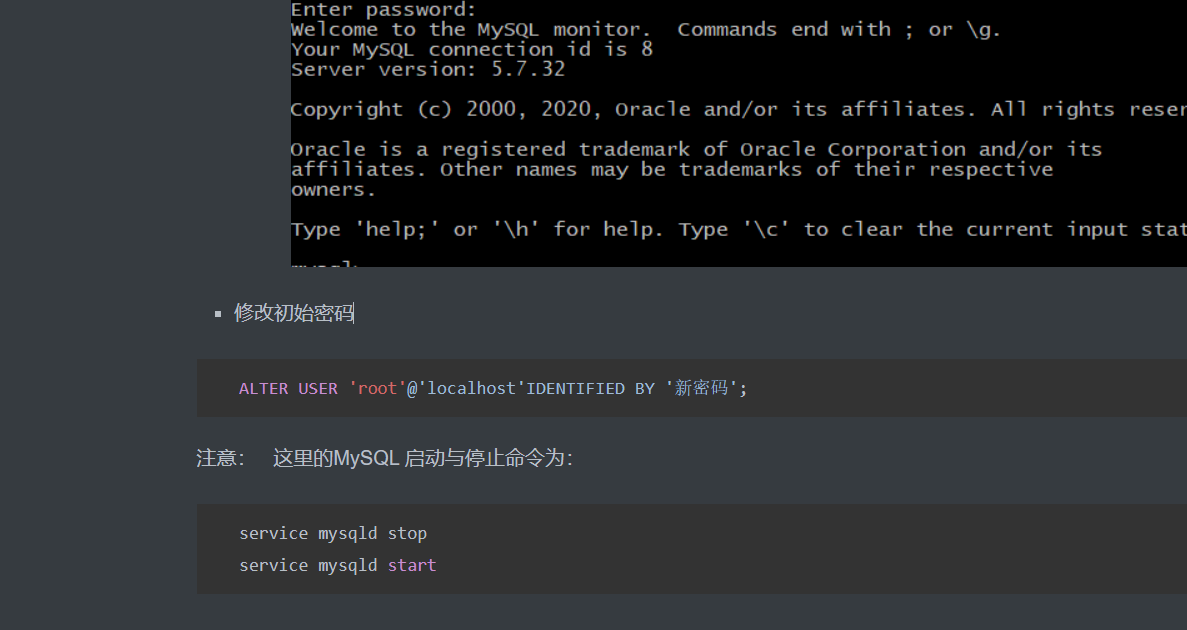 Enter password:
Welcome to the MySQL monitor.  Commands end with ; or \g.
Your MySQL connection id is 8
Server version: 5.7.32
Copyright (c) 2000, 2020, Oracle and/or its affiliates. All rights reser
Oracle is a registered trademark of Oracle Corporation and/or its
affiliates. Other names may be trademarks of their respective
owners.
Type 'help;' or '\h' for help. Type '\c' to clear the current input stat
修改初始密码
ALTER USER 'root'@'localhost'IDENTIFIED BY '新密码';
注意： 这里的MySQL 启动与停止命令为：
service mysqld stop
service mysqld start